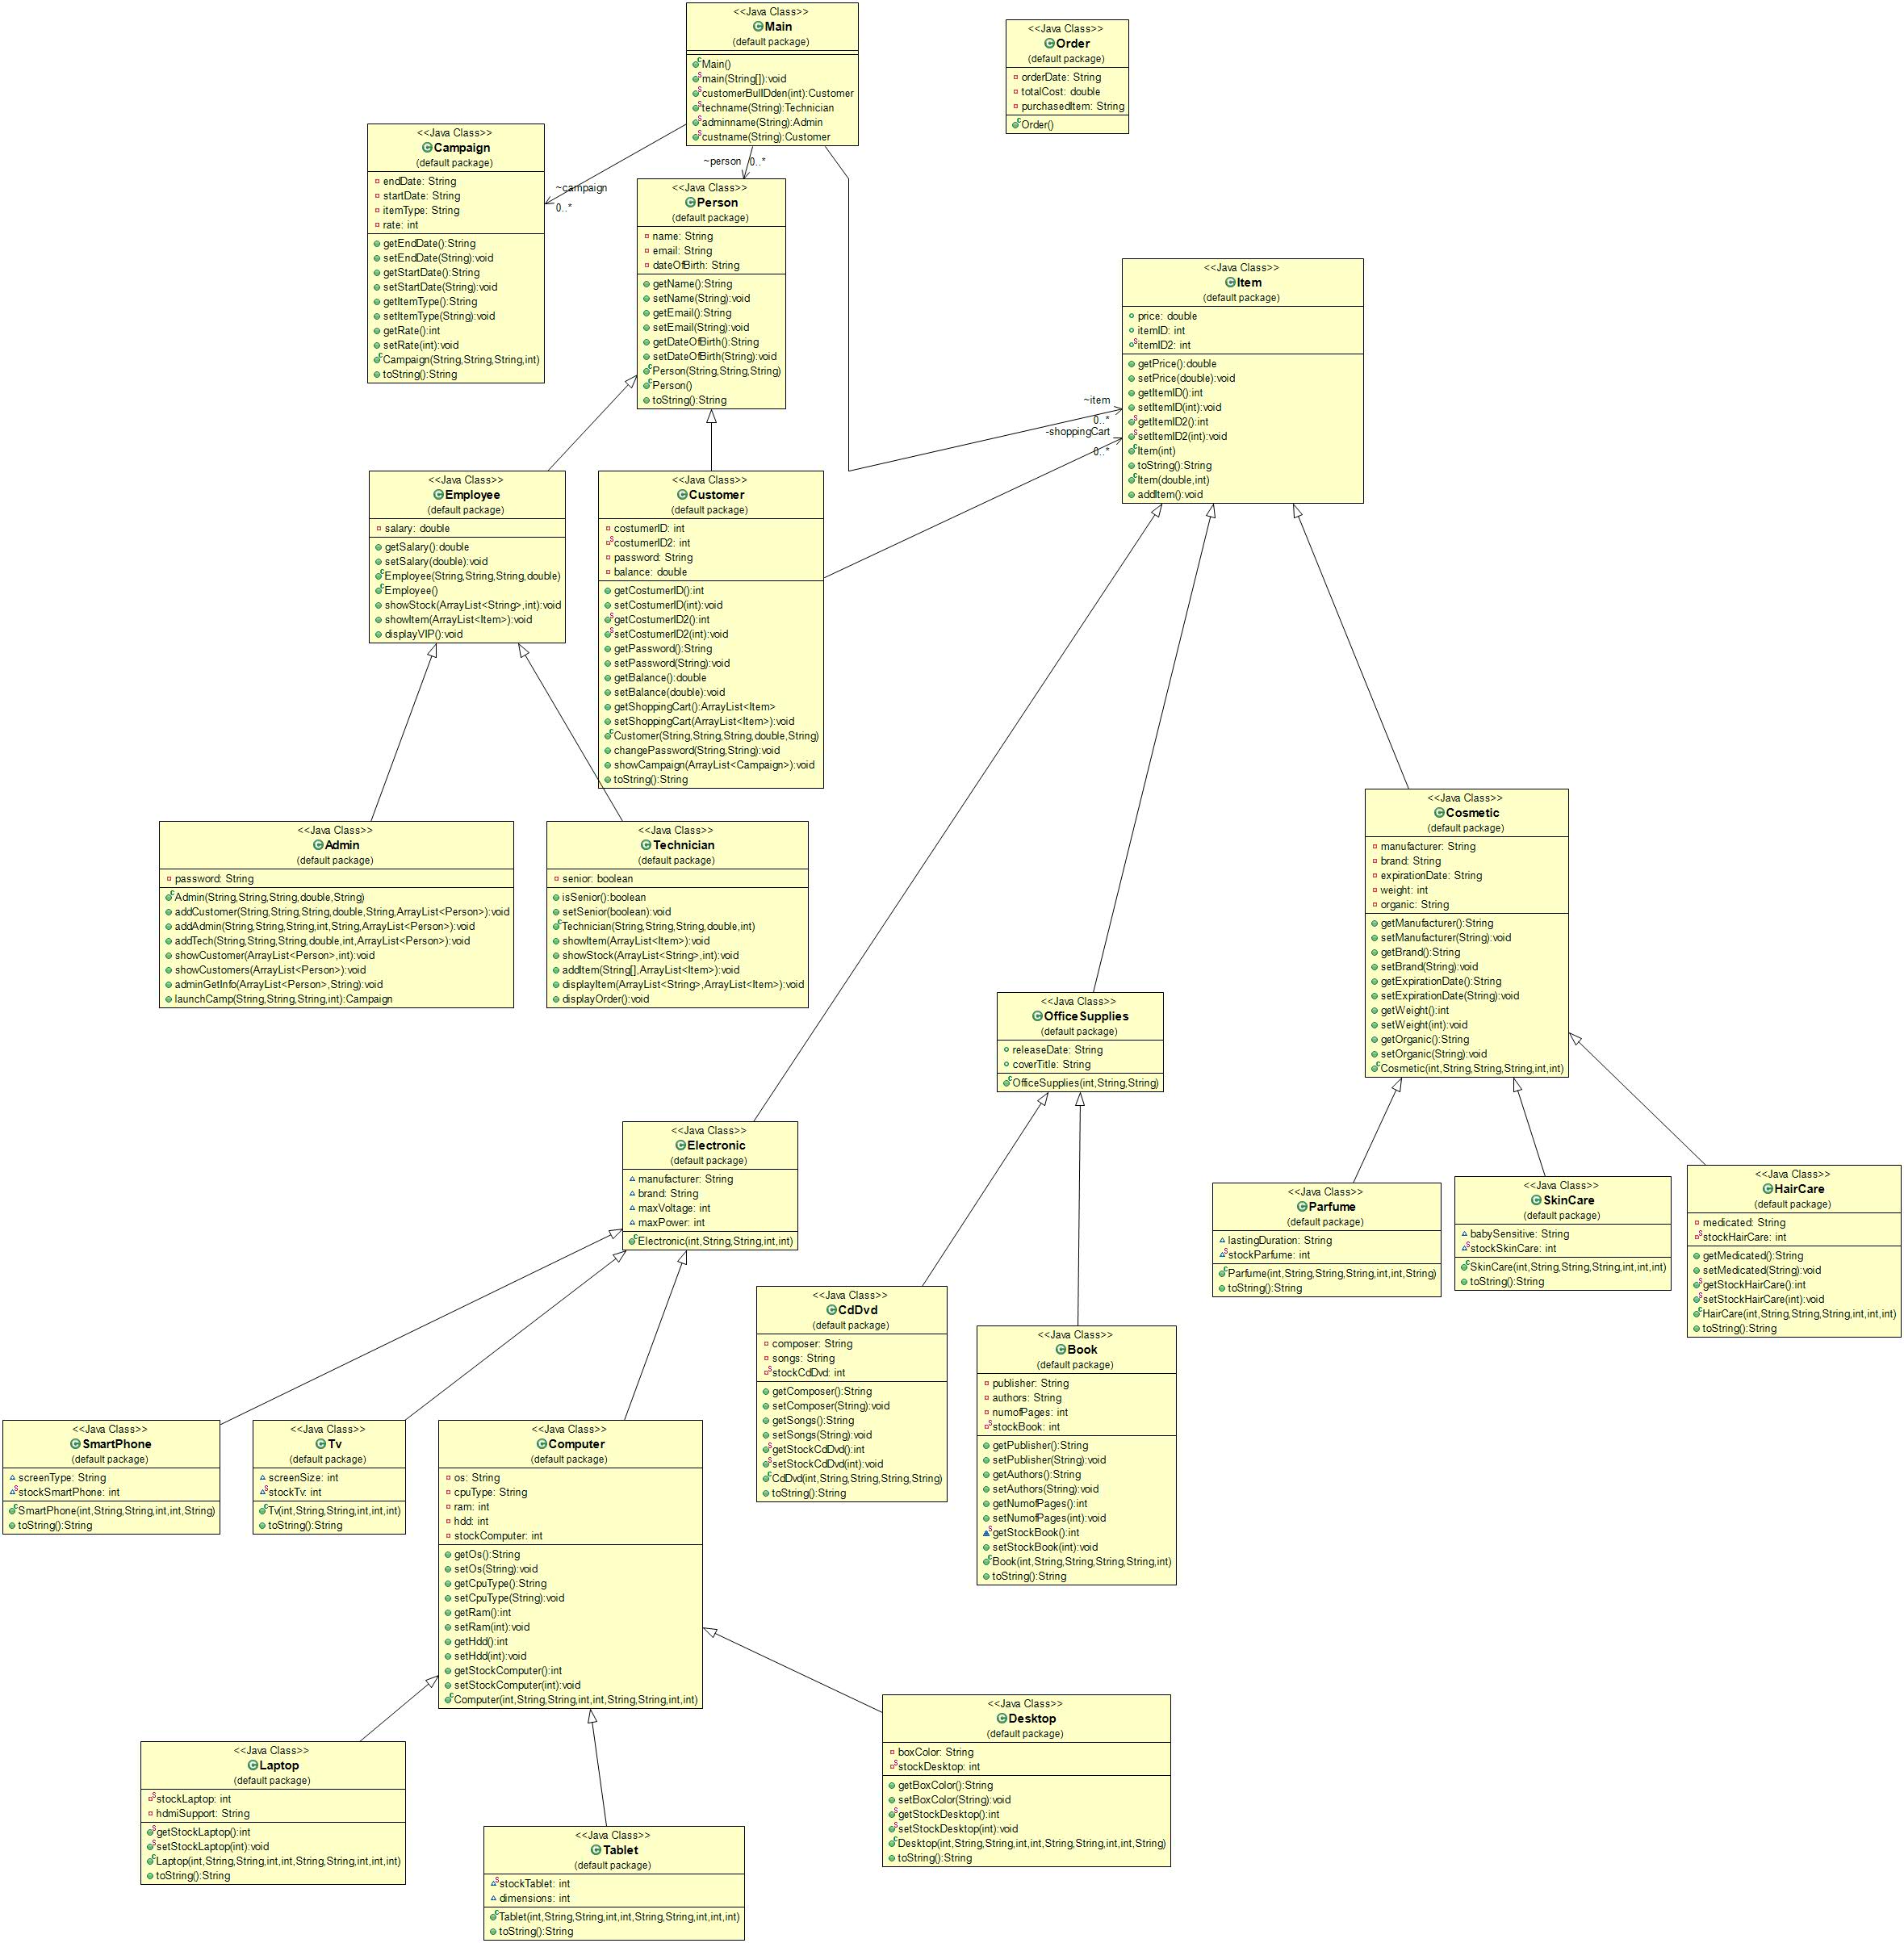 <<Java Class>>
Main
(default package)
Main()
main(String[]):void
customerBullDden(int):Customer
techname(String):Technician
adminname(String):Admin
custname(String):Customer
<<Java Class>>
Order
(default package)
orderDate: String
totalCost: double
purchasedItem: String
Order()
<<Java Class>>
Campaign
(default package)
endDate: String
startDate: String
itemType: String
rate: int
getEndDate():String
setEndDate(String):void
getStartDate():String
setStartDate(String):void
getItemType():String
setItemType(String):void
getRate():int
setRate(int):void
Campaign(String,String,String,int)
toString():String
~campaign
0..*
~person
0..*
<<Java Class>>
Person
(default package)
name: String
email: String
dateOfBirth: String
getName():String
setName(String):void
getEmail():String
setEmail(String):void
getDateOfBirth():String
setDateOfBirth(String):void
Person(String,String,String)
Person()
toString():String
<<Java Class>>
Item
(default package)
price: double
itemID: int
itemID2: int
getPrice():double
setPrice(double):void
getItemID():int
setItemID(int):void
getItemID2():int
setItemID2(int):void
Item(int)
toString():String
Item(double,int)
addItem():void
~item
0..*
-shoppingCart
0..*
<<Java Class>>
Employee
(default package)
salary: double
getSalary():double
setSalary(double):void
Employee(String,String,String,double)
Employee()
showStock(ArrayList<String>,int):void
showItem(ArrayList<Item>):void
displayVIP():void
<<Java Class>>
Customer
(default package)
costumerID: int
costumerID2: int
password: String
balance: double
getCostumerID():int
setCostumerID(int):void
getCostumerID2():int
setCostumerID2(int):void
getPassword():String
setPassword(String):void
getBalance():double
setBalance(double):void
getShoppingCart():ArrayList<Item>
setShoppingCart(ArrayList<Item>):void
Customer(String,String,String,double,String)
changePassword(String,String):void
showCampaign(ArrayList<Campaign>):void
toString():String
<<Java Class>>
Admin
(default package)
password: String
Admin(String,String,String,double,String)
addCustomer(String,String,String,double,String,ArrayList<Person>):void
addAdmin(String,String,String,int,String,ArrayList<Person>):void
addTech(String,String,String,double,int,ArrayList<Person>):void
showCustomer(ArrayList<Person>,int):void
showCustomers(ArrayList<Person>):void
adminGetInfo(ArrayList<Person>,String):void
launchCamp(String,String,String,int):Campaign
<<Java Class>>
Technician
(default package)
senior: boolean
isSenior():boolean
setSenior(boolean):void
Technician(String,String,String,double,int)
showItem(ArrayList<Item>):void
showStock(ArrayList<String>,int):void
addItem(String[],ArrayList<Item>):void
displayItem(ArrayList<String>,ArrayList<Item>):void
displayOrder():void
<<Java Class>>
Cosmetic
(default package)
manufacturer: String
brand: String
expirationDate: String
weight: int
organic: String
getManufacturer():String
setManufacturer(String):void
getBrand():String
setBrand(String):void
getExpirationDate():String
setExpirationDate(String):void
getWeight():int
setWeight(int):void
getOrganic():String
setOrganic(String):void
Cosmetic(int,String,String,String,int,int)
<<Java Class>>
OfficeSupplies
(default package)
releaseDate: String
coverTitle: String
OfficeSupplies(int,String,String)
<<Java Class>>
Electronic
(default package)
manufacturer: String
brand: String
maxVoltage: int
maxPower: int
Electronic(int,String,String,int,int)
<<Java Class>>
Parfume
(default package)
lastingDuration: String
stockParfume: int
Parfume(int,String,String,String,int,int,String)
toString():String
<<Java Class>>
SkinCare
(default package)
babySensitive: String
stockSkinCare: int
SkinCare(int,String,String,String,int,int,int)
toString():String
<<Java Class>>
HairCare
(default package)
medicated: String
stockHairCare: int
getMedicated():String
setMedicated(String):void
getStockHairCare():int
setStockHairCare(int):void
HairCare(int,String,String,String,int,int,int)
toString():String
<<Java Class>>
CdDvd
(default package)
composer: String
songs: String
stockCdDvd: int
getComposer():String
setComposer(String):void
getSongs():String
setSongs(String):void
getStockCdDvd():int
setStockCdDvd(int):void
CdDvd(int,String,String,String,String)
toString():String
<<Java Class>>
Book
(default package)
publisher: String
authors: String
numofPages: int
stockBook: int
getPublisher():String
setPublisher(String):void
getAuthors():String
setAuthors(String):void
getNumofPages():int
setNumofPages(int):void
getStockBook():int
setStockBook(int):void
Book(int,String,String,String,String,int)
toString():String
<<Java Class>>
SmartPhone
(default package)
screenType: String
stockSmartPhone: int
SmartPhone(int,String,String,int,int,String)
toString():String
<<Java Class>>
Tv
(default package)
screenSize: int
stockTv: int
Tv(int,String,String,int,int,int)
toString():String
<<Java Class>>
Computer
(default package)
os: String
cpuType: String
ram: int
hdd: int
stockComputer: int
getOs():String
setOs(String):void
getCpuType():String
setCpuType(String):void
getRam():int
setRam(int):void
getHdd():int
setHdd(int):void
getStockComputer():int
setStockComputer(int):void
Computer(int,String,String,int,int,String,String,int,int)
<<Java Class>>
Desktop
(default package)
boxColor: String
stockDesktop: int
getBoxColor():String
setBoxColor(String):void
getStockDesktop():int
setStockDesktop(int):void
Desktop(int,String,String,int,int,String,String,int,int,String)
toString():String
<<Java Class>>
Laptop
(default package)
stockLaptop: int
hdmiSupport: String
getStockLaptop():int
setStockLaptop(int):void
Laptop(int,String,String,int,int,String,String,int,int,int)
toString():String
<<Java Class>>
Tablet
(default package)
stockTablet: int
dimensions: int
Tablet(int,String,String,int,int,String,String,int,int,int)
toString():String